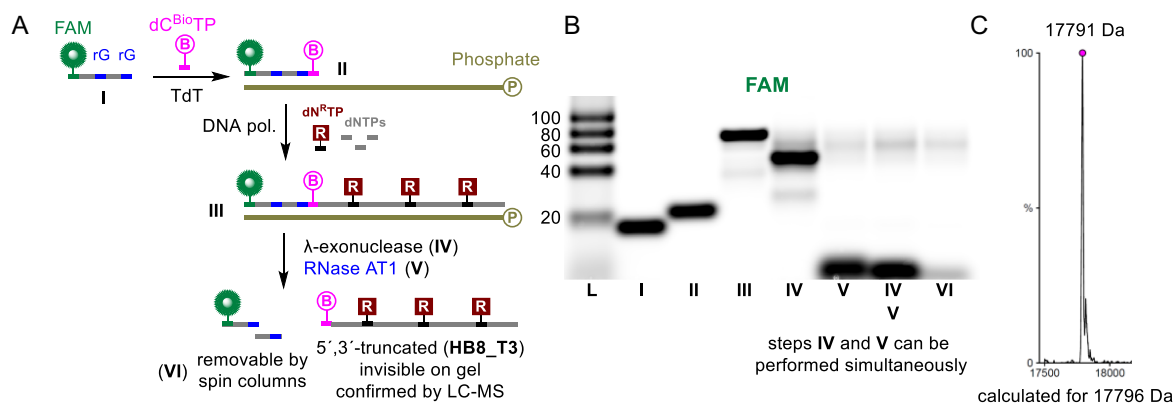 A
FAM
rG rG
I
dC^BioTP
B
TdT
B
II
Phosphate
P
DNA pol.
dN^RTP
R
dNTPs
III
B
R
R
R
P
λ-exonuclease (IV)
RNase AT1 (V)
B
R
R
R
(VI)
removable by
spin columns
5´,3´-truncated (HB8_T3)
invisible on gel
confirmed by LC-MS
B
FAM
100
80
60
40
20
L
I
II
III
IV
V
IV
V
VI
steps IV and V can be
performed simultaneously
C
17791 Da
100
%
0
17500
18000
calculated for 17796 Da